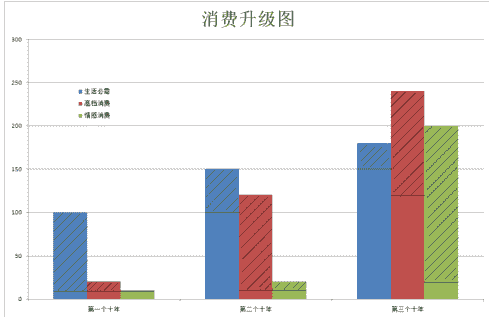 消费升级图
300
250
200
150
100
50
0
生活必需
高档消费
情感消费
第一个十年
第二个十年
第三个十年